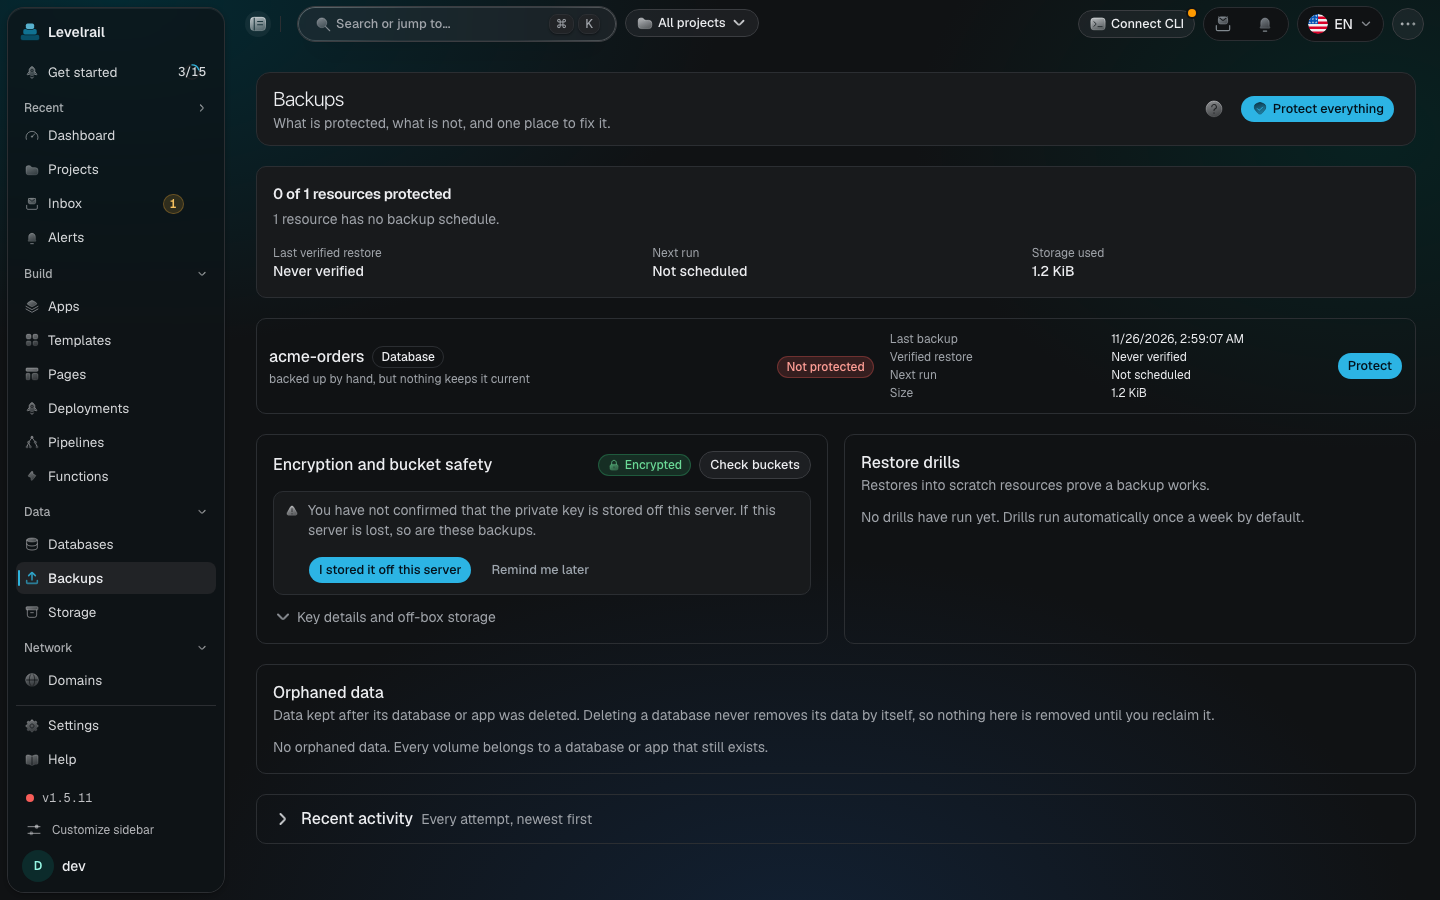 Levelrail
Get started 3/15
Recent
Dashboard
Projects
Inbox 1
Alerts
Build
Apps
Templates
Pages
Deployments
Pipelines
Functions
Data
Databases
Backups
Storage
Network
Domains
Settings
Help
v1.5.11
Customize sidebar
D dev
Search or jump to... ⌘ K
All projects
Connect CLI
EN
Backups
What is protected, what is not, and one place to fix it.
? Protect everything
0 of 1 resources protected
1 resource has no backup schedule.
Last verified restore Next run Storage used
Never verified Not scheduled 1.2 KiB
acme-orders Database
backed up by hand, but nothing keeps it current
Not protected
Last backup 11/26/2026, 2:59:07 AM
Verified restore Never verified
Next run Not scheduled
Size 1.2 KiB
Protect
Encryption and bucket safety Encrypted Check buckets
You have not confirmed that the private key is stored off this server. If this
server is lost, so are these backups.
I stored it off this server Remind me later
Key details and off-box storage
Restore drills
Restores into scratch resources prove a backup works.
No drills have run yet. Drills run automatically once a week by default.
Orphaned data
Data kept after its database or app was deleted. Deleting a database never removes its data by itself, so nothing here is removed until you reclaim it.
No orphaned data. Every volume belongs to a database or app that still exists.
Recent activity Every attempt, newest first